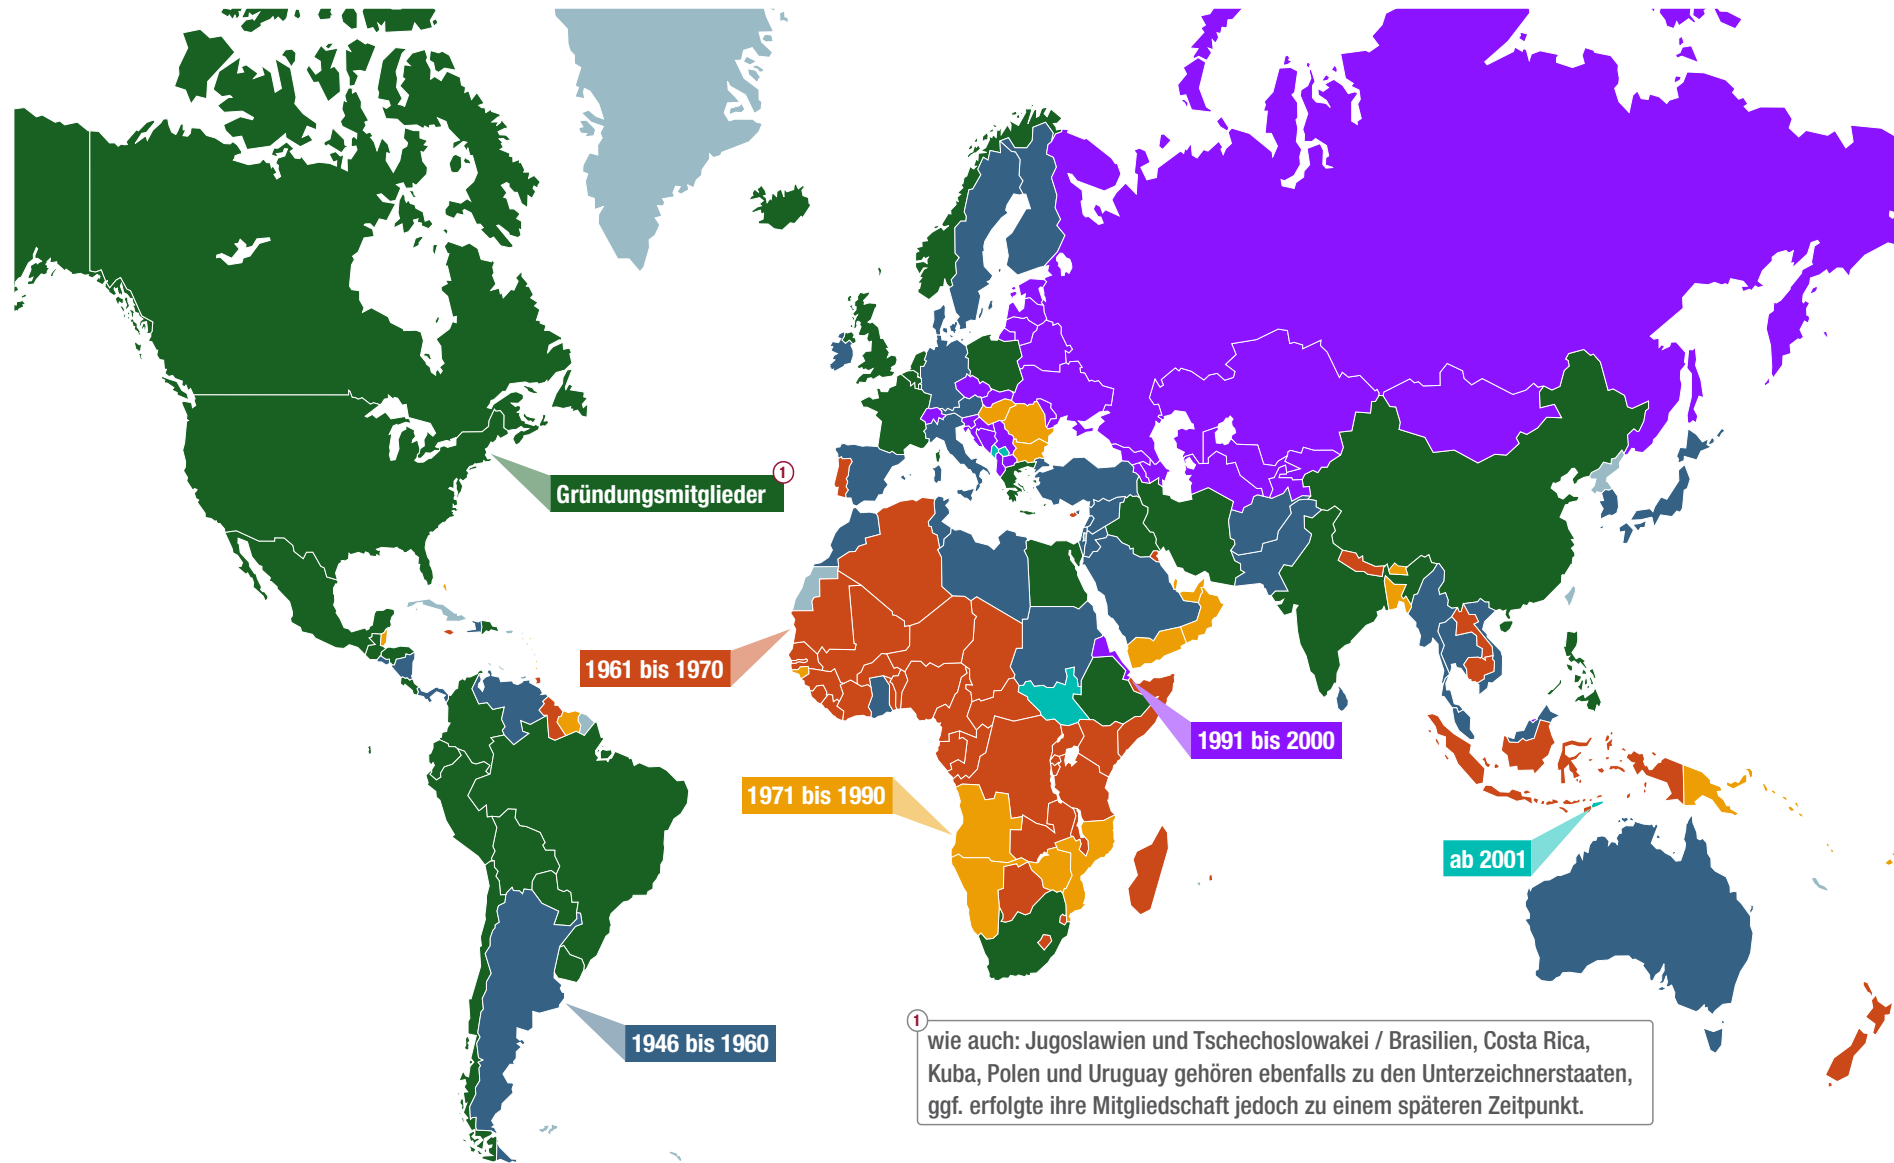 Gründungsmitglieder 1
1961 bis 1970
1991 bis 2000
1971 bis 1990
ab 2001
1946 bis 1960
1
wie auch: Jugoslawien und Tschechoslowakei / Brasilien, Costa Rica,
Kuba, Polen und Uruguay gehören ebenfalls zu den Unterzeichnerstaaten,
ggf. erfolgte ihre Mitgliedschaft jedoch zu einem späteren Zeitpunkt.